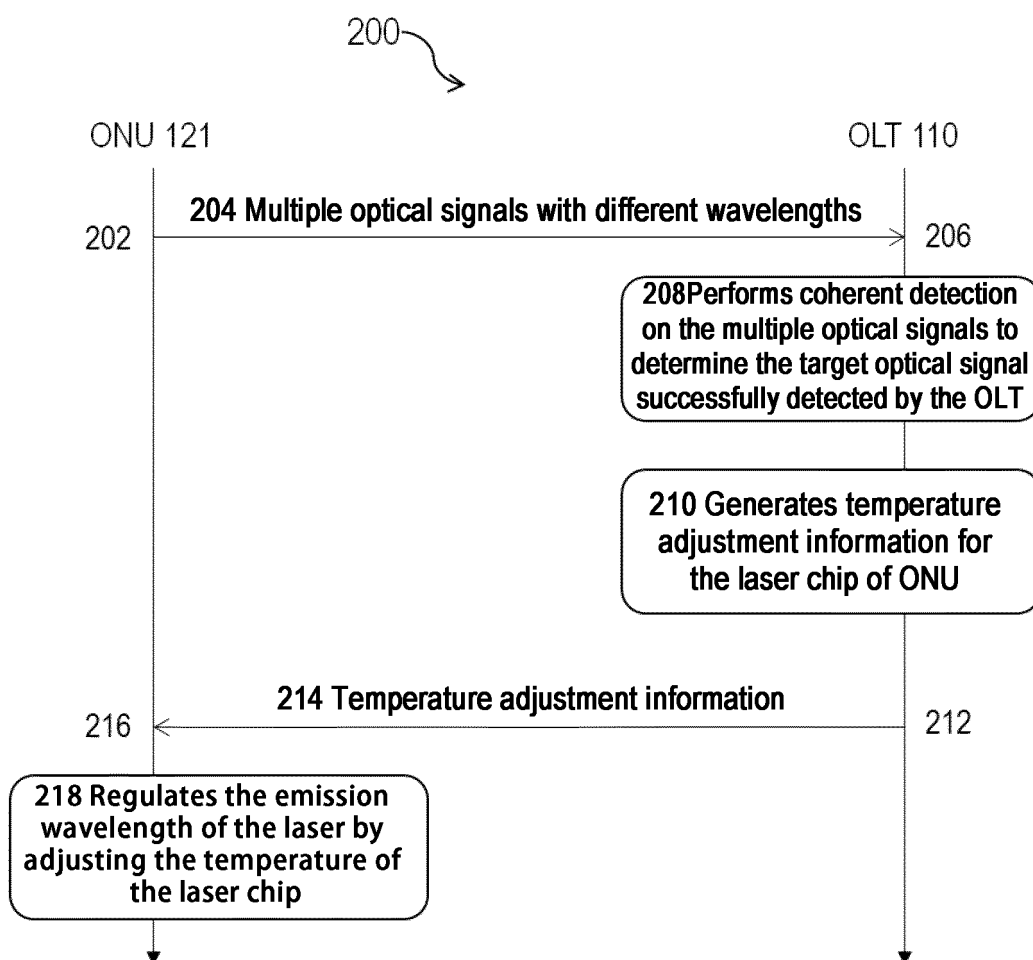 200
ONU 121
OLT 110
204 Multiple optical signals with different wavelengths
202
206
208Performs coherent detection
on the multiple optical signals to
determine the target optical signal
successfully detected by the OLT
210 Generates temperature
adjustment information for
the laser chip of ONU
214 Temperature adjustment information
216
212
218 Regulates the emission
wavelength of the laser by
adjusting the temperature of
the laser chip